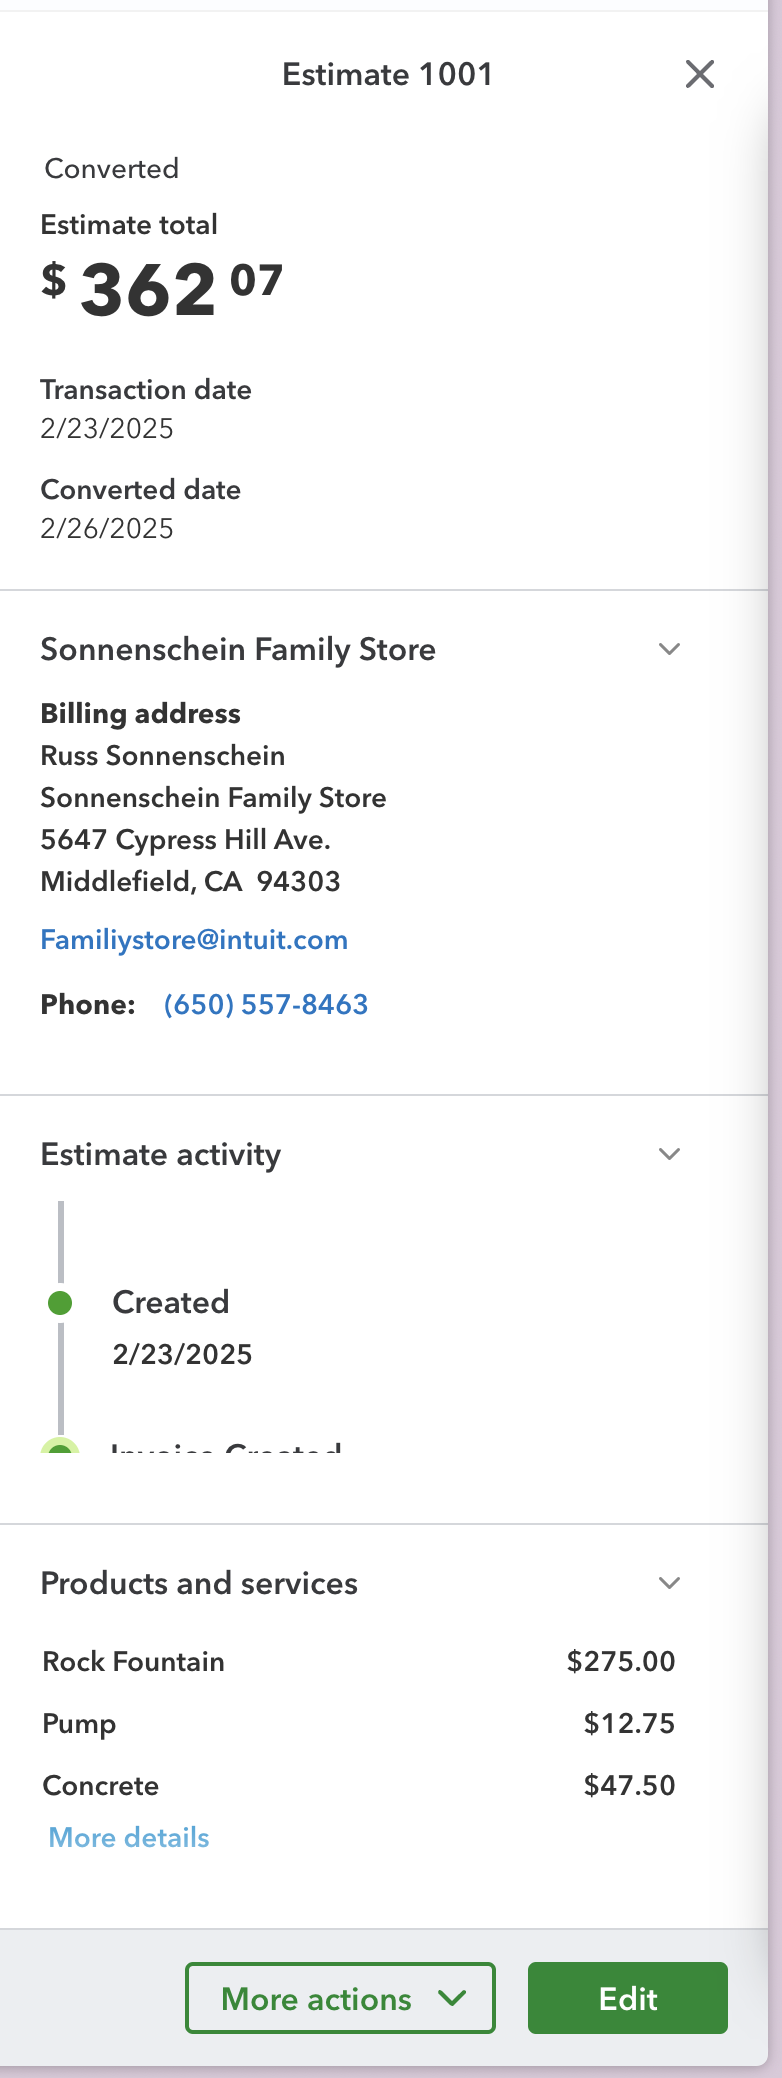 Estimate 1001
Converted
Estimate total
$362 07
Transaction date
2/23/2025
Converted date
2/26/2025
Sonnenschein Family Store
Billing address
Russ Sonnenschein
Sonnenschein Family Store
5647 Cypress Hill Ave.
Middlefield, CA  94303
Familiystore@intuit.com
Phone: (650) 557-8463
Estimate activity
Created
2/23/2025
Invoice Created
Products and services
Rock Fountain $275.00
Pump $12.75
Concrete $47.50
More details
More actions Edit